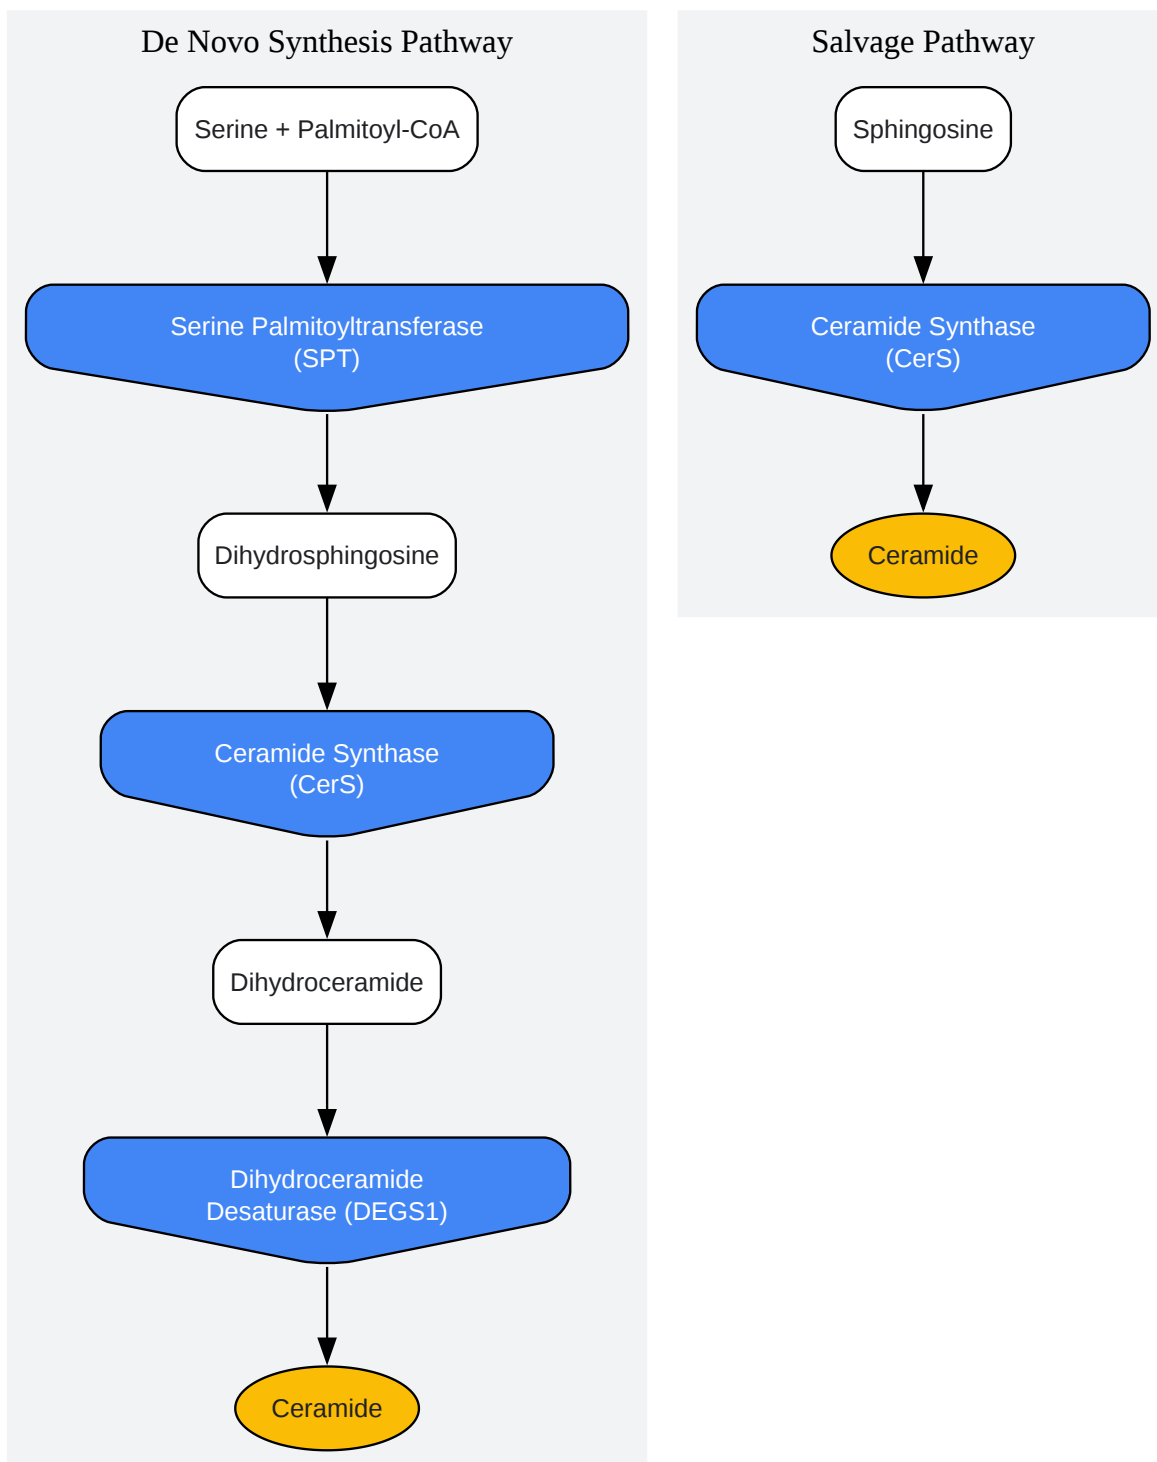 De Novo Synthesis Pathway
Serine + Palmitoyl-CoA
Serine Palmitoyltransferase
(SPT)
Dihydrosphingosine
Ceramide Synthase
(CerS)
Dihydroceramide
Dihydroceramide
Desaturase (DEGS1)
Ceramide
Salvage Pathway
Sphingosine
Ceramide Synthase
(CerS)
Ceramide